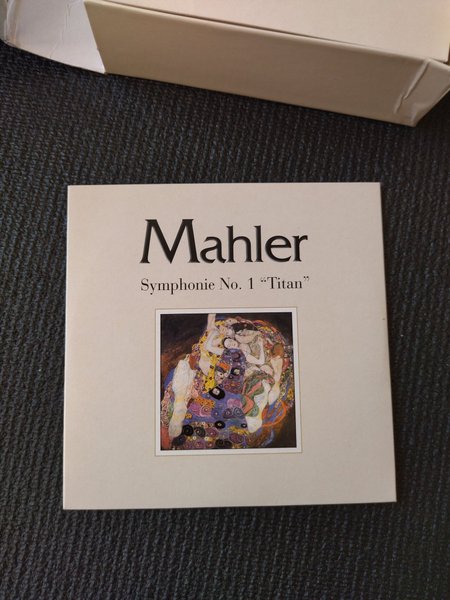 Mahler
Symphonie No. 1 “Titan”